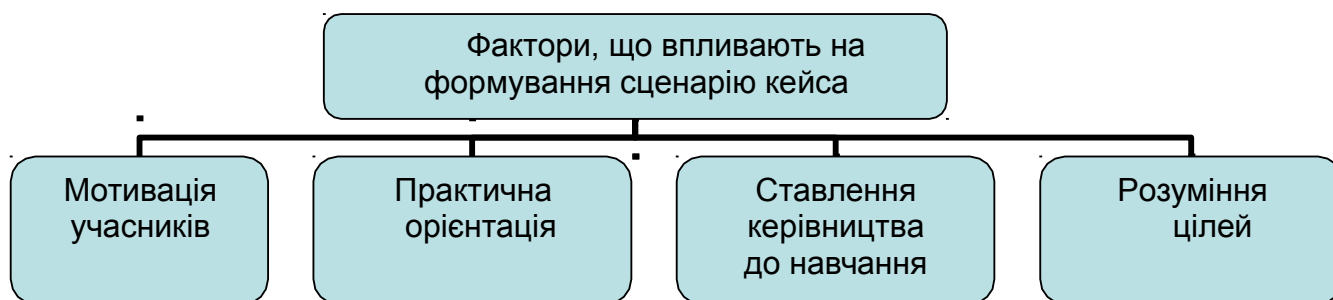 Фактори, що впливають на
формування сценарію кейса
Мотивація
учасників
Практична
орієнтація
Ставлення
керівництва
до навчання
Розуміння
цілей